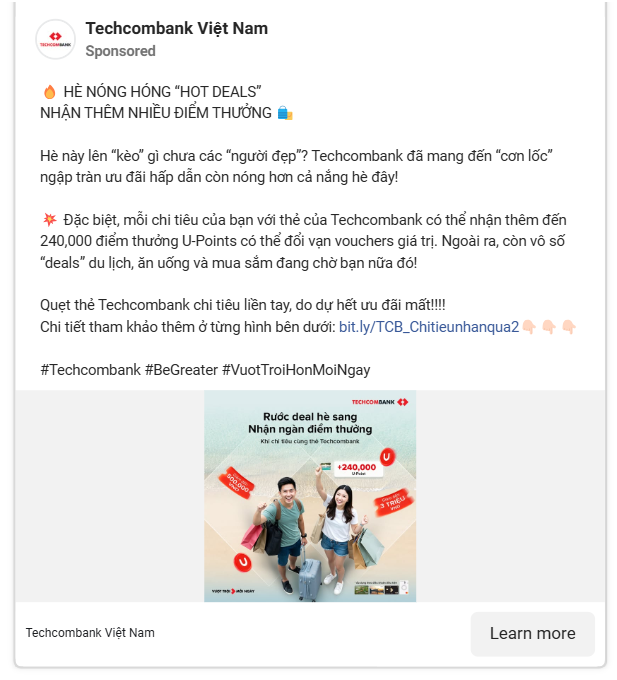 Techcombank Việt Nam
TECHCOMBANK
Sponsored
🔥 HÈ NÓNG HÓNG “HOT DEALS”
NHẬN THÊM NHIỀU ĐIỂM THƯỞNG 🛍️
Hè này lên “kèo” gì chưa các “người đẹp”? Techcombank đã mang đến “cơn lốc”
ngập tràn ưu đãi hấp dẫn còn nóng hơn cả nắng hè đây!
💥 Đặc biệt, mỗi chi tiêu của bạn với thẻ của Techcombank có thể nhận thêm đến
240,000 điểm thưởng U-Points có thể đổi vạn vouchers giá trị. Ngoài ra, còn vô số
“deals” du lịch, ăn uống và mua sắm đang chờ bạn nữa đó!
Quẹt thẻ Techcombank chi tiêu liền tay, do dự hết ưu đãi mất!!!!
Chi tiết tham khảo thêm ở từng hình bên dưới: bit.ly/TCB_Chitieunhanqua2👇🏻👇🏻👇🏻
#Techcombank #BeGreater #VuotTroiHonMoiNgay
TECHCOMBANK
Rước deal hè sang
Nhận ngàn điểm thưởng
Khi chi tiêu cùng thẻ Techcombank
+240,000
U-Point
U
500,000
VND
3 TRIỆU
VND
U
VƯỢT TRỘI MỖI NGÀY
Techcombank Việt Nam
Learn more